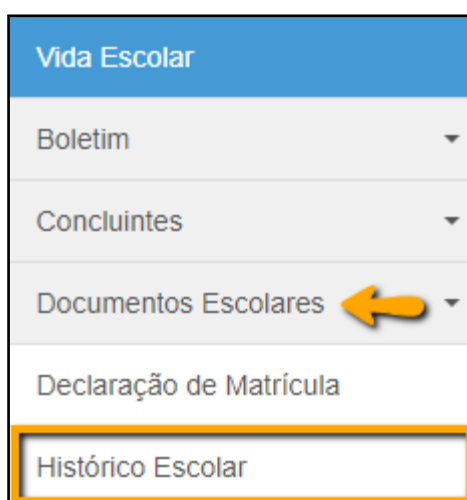 Vida Escolar
Boletim
Concluintes
Documentos Escolares
Declaração de Matrícula
Histórico Escolar